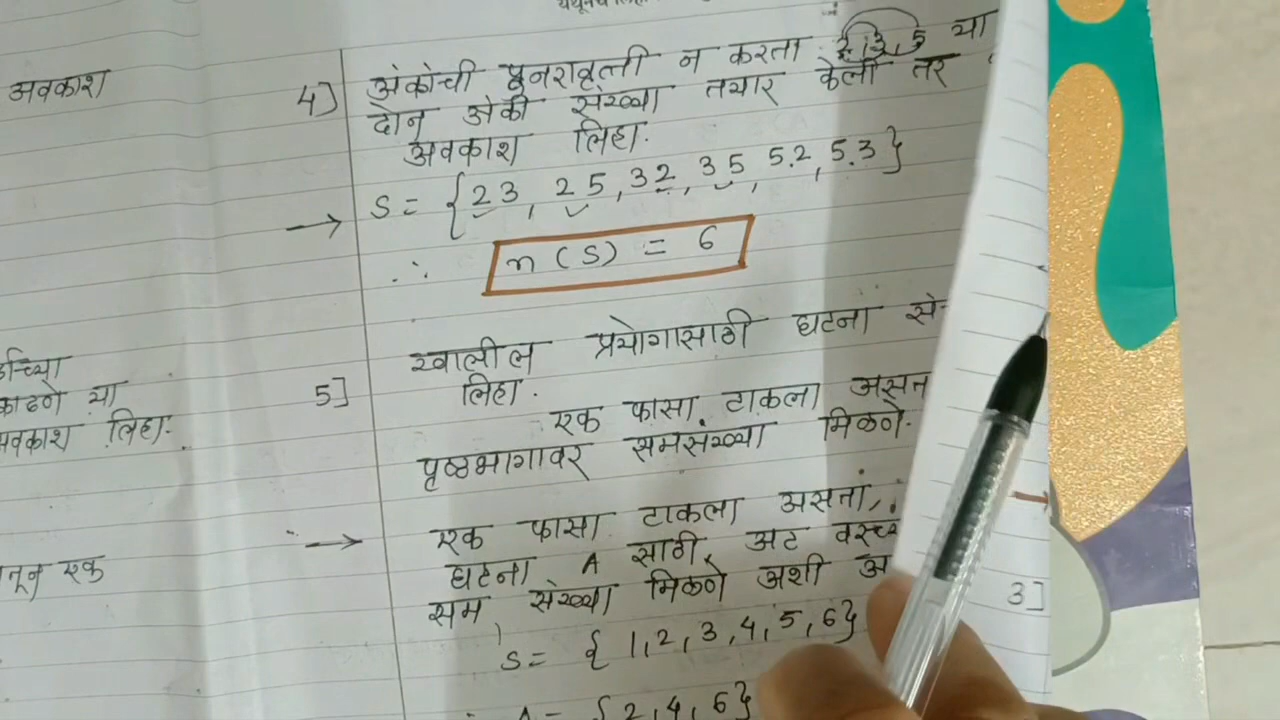 अवकाश
4] अंकांची पुनरावृत्ती न करता 2, 3, 5 या
दोन अंकी संख्या तयार केली तर
अवकाश लिहा.
→ S = { 23, 25, 32, 35, 52, 53 }
∴ n (S) = 6
5] खालील प्रयोगासाठी घटना
लिहा.
एक फासा टाकला
पृष्ठभागावर समसंख्या मिळणे.
→ एक फासा टाकला असता,
घटना A साठी, अट
सम संख्या मिळणे अशी
S = { 1, 2, 3, 4, 5, 6 }
∴ A = { 2, 4, 6 }
काढणे या
लिहा.
एक
3]